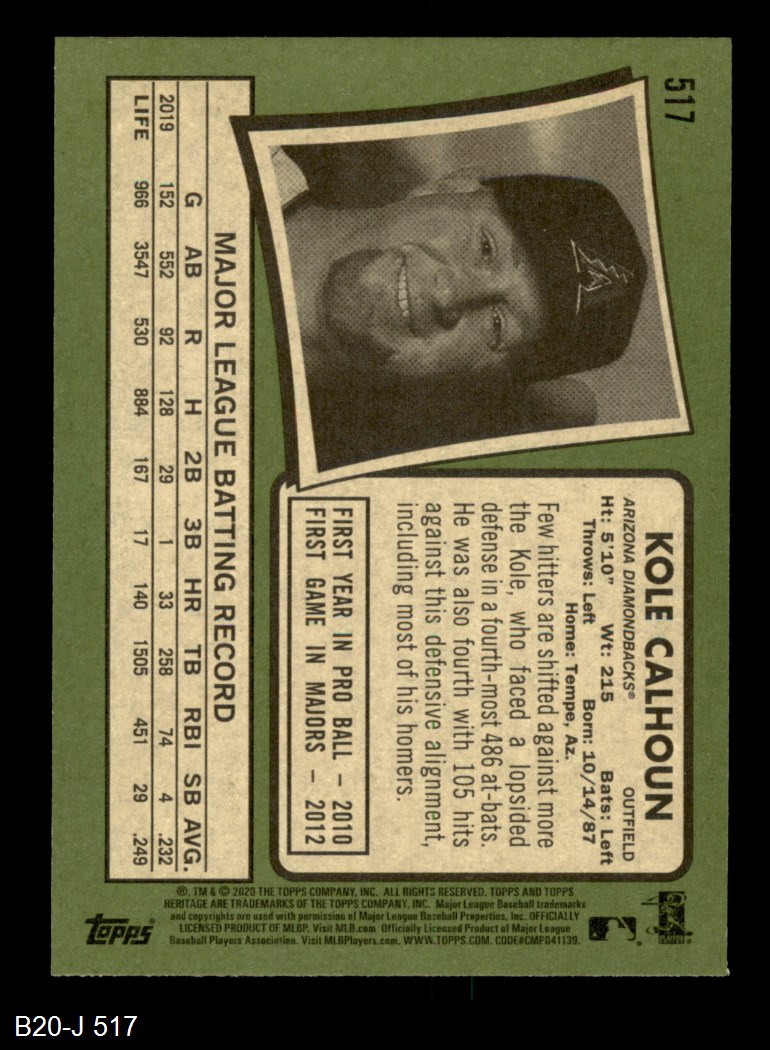 517
KOLE CALHOUN
ARIZONA DIAMONDBACKS® OUTFIELD
Ht: 5'10" Wt: 215 Bats: Left
Throws: Left Born: 10/14/87
Home: Tempe, Az.
Few hitters are shifted against more
the Kole, who faced a lopsided
defense in a fourth-most 486 at-bats.
He was also fourth with 105 hits
against this defensive alignment,
including most of his homers.
FIRST YEAR IN PRO BALL – 2010
FIRST GAME IN MAJORS – 2012
MAJOR LEAGUE BATTING RECORD
G AB R H 2B 3B HR TB RBI SB AVG.
2019 152 552 92 128 29 1 33 258 74 4 .232
LIFE 966 3547 530 884 167 17 140 1505 451 29 .249
®, TM & © 2020 THE TOPPS COMPANY, INC. ALL RIGHTS RESERVED. TOPPS AND TOPPS
HERITAGE ARE TRADEMARKS OF THE TOPPS COMPANY, INC. Major League Baseball trademarks
and copyrights are used with permission of Major League Baseball Properties, Inc. OFFICIALLY
LICENSED PRODUCT OF MLBP. Visit MLB.com Officially Licensed Product of Major League
Baseball Players Association. Visit MLBPlayers.com. WWW.TOPPS.COM. CODE#CMPD41139.
topps
B20-J 517